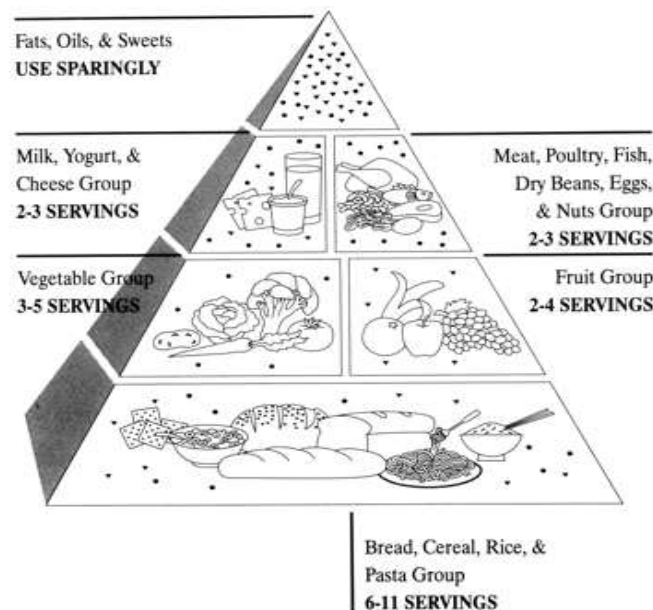 Fats, Oils, & Sweets
USE SPARINGLY
Milk, Yogurt, &
Cheese Group
2-3 SERVINGS
Meat, Poultry, Fish,
Dry Beans, Eggs,
& Nuts Group
2-3 SERVINGS
Vegetable Group
3-5 SERVINGS
Fruit Group
2-4 SERVINGS
Bread, Cereal, Rice, &
Pasta Group
6-11 SERVINGS